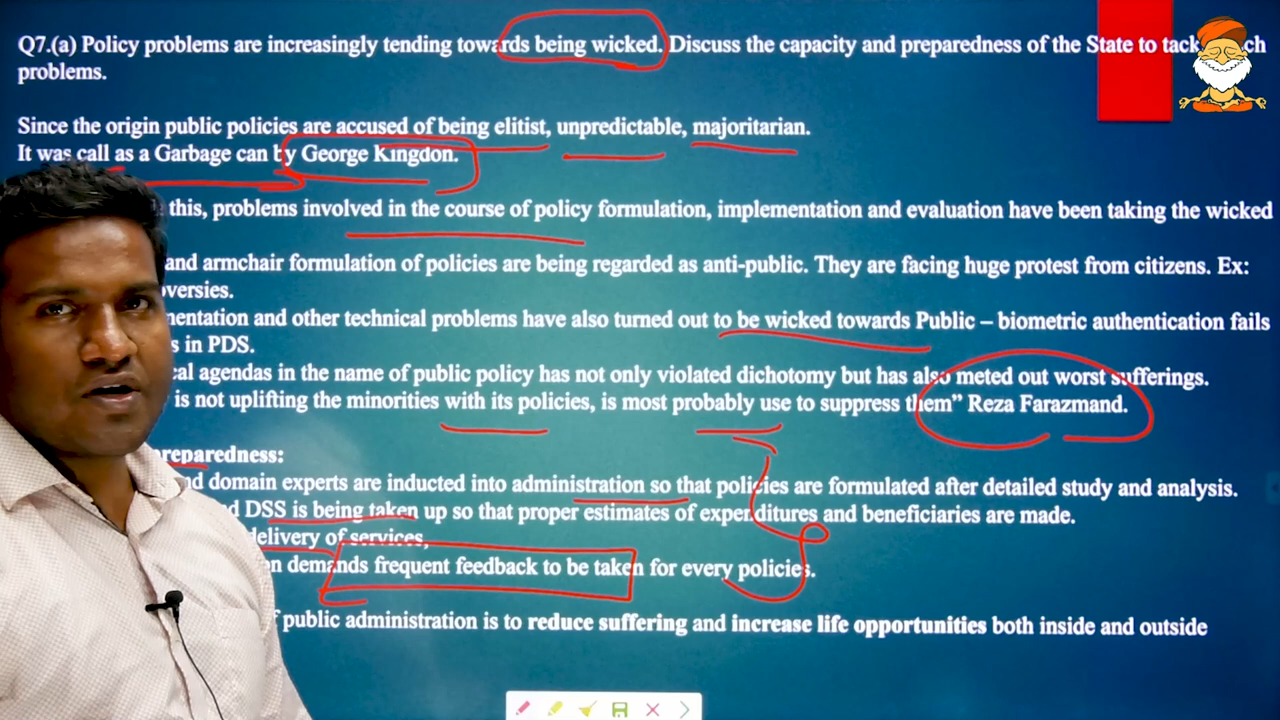 Q7.(a) Policy problems are increasingly tending towards being wicked. Discuss the capacity and preparedness of the State to tack ch
problems.
Since the origin public policies are accused of being elitist, unpredictable, majoritarian.
It was call as a Garbage can by George Kingdon.
this, problems involved in the course of policy formulation, implementation and evaluation have been taking the wicked
and armchair formulation of policies are being regarded as anti-public. They are facing huge protest from citizens. Ex:
oversies.
mentation and other technical problems have also turned out to be wicked towards Public – biometric authentication fails
s in PDS.
cal agendas in the name of public policy has not only violated dichotomy but has also meted out worst sufferings.
is not uplifting the minorities with its policies, is most probably use to suppress them” Reza Farazmand.
preparedness:
nd domain experts are inducted into administration so that policies are formulated after detailed study and analysis.
d DSS is being taken up so that proper estimates of expenditures and beneficiaries are made.
delivery of services,
on demands frequent feedback to be taken for every policies.
f public administration is to reduce suffering and increase life opportunities both inside and outside